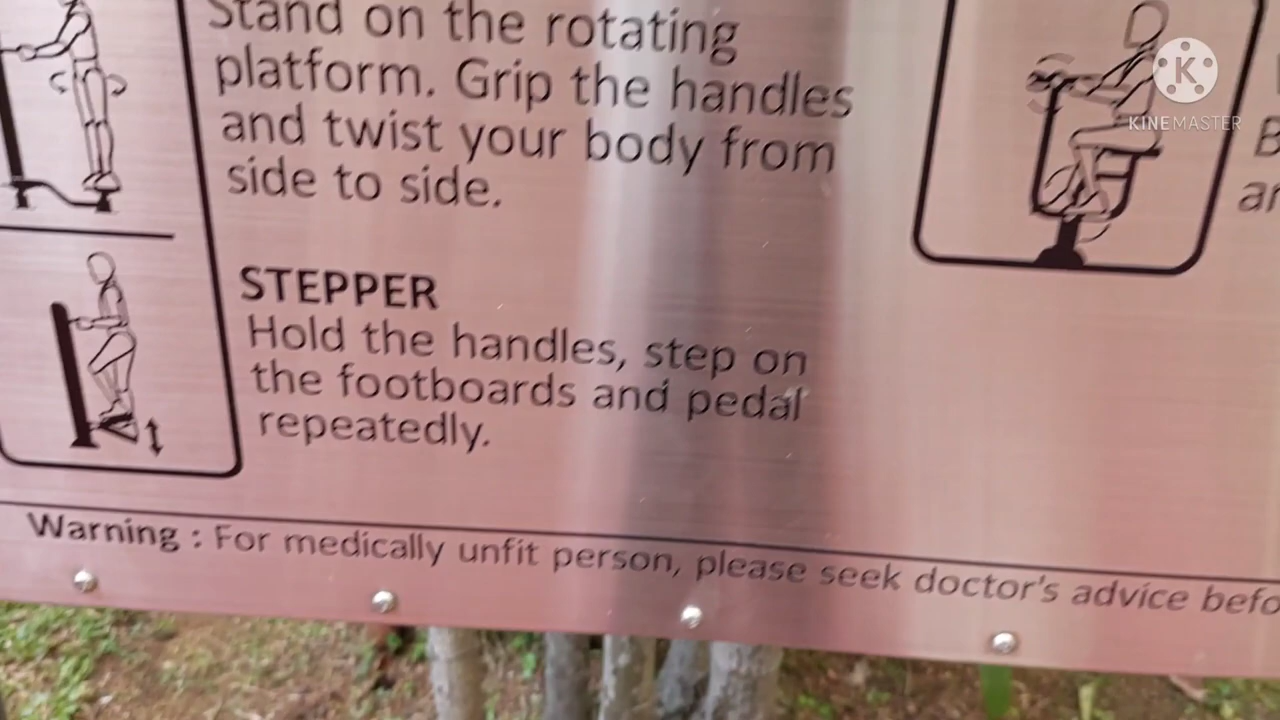 Stand on the rotating
platform. Grip the handles
and twist your body from
side to side.
STEPPER
Hold the handles, step on
the footboards and pedal
repeatedly.
Warning : For medically unfit person, please seek doctor's advice befo
K
KINEMASTER
B
ar